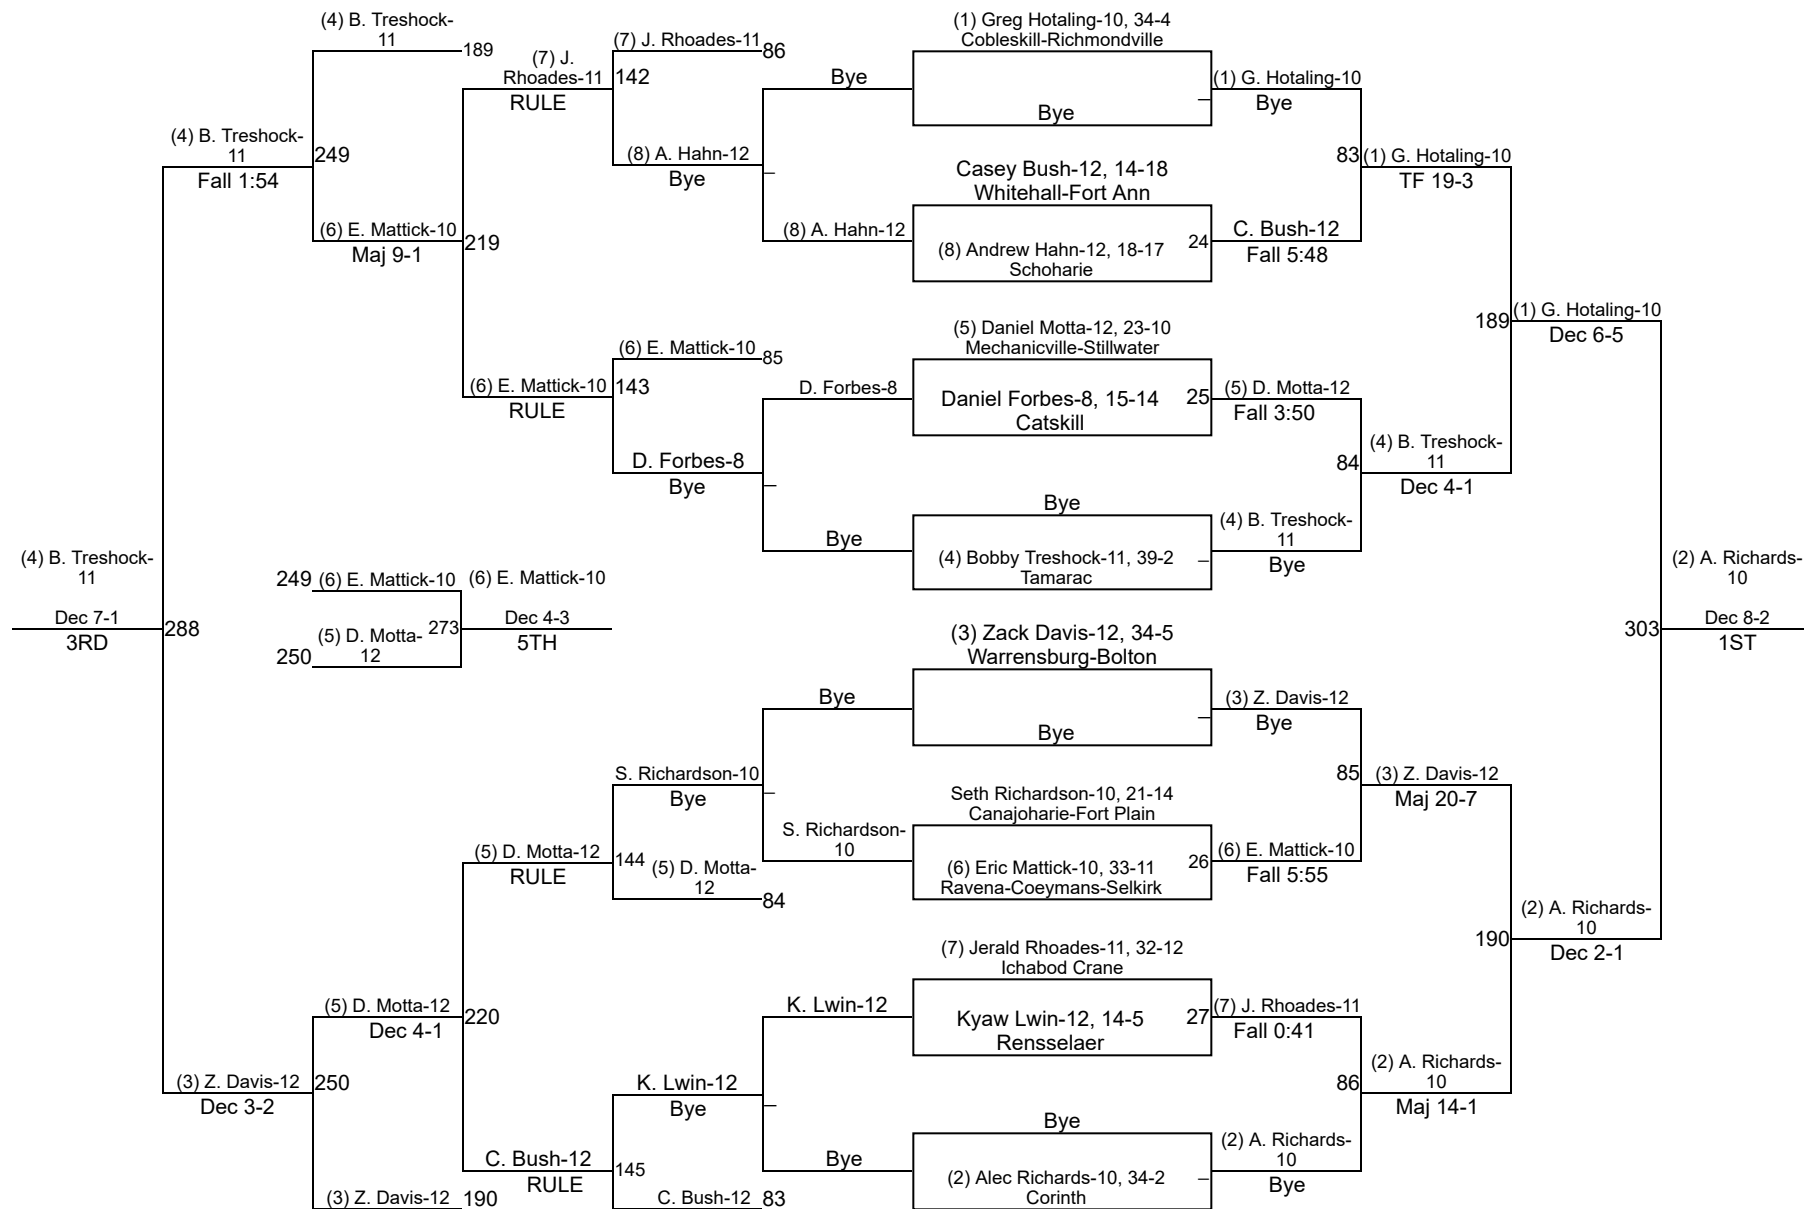 (4) B. Treshock-
11
189
(7) J.
Rhoades-11
RULE
(7) J. Rhoades-11
86
142
(1) Greg Hotaling-10, 34-4
Cobleskill-Richmondville
Bye
Bye
(1) G. Hotaling-10
Bye
(4) B. Treshock-
11
Fall 1:54
249
(8) A. Hahn-12
Bye
Casey Bush-12, 14-18
Whitehall-Fort Ann
83
(1) G. Hotaling-10
TF 19-3
(6) E. Mattick-10
Maj 9-1
219
(8) A. Hahn-12
(8) Andrew Hahn-12, 18-17
Schoharie
24
C. Bush-12
Fall 5:48
(5) Daniel Motta-12, 23-10
Mechanicville-Stillwater
189
(1) G. Hotaling-10
Dec 6-5
(6) E. Mattick-10
85
(6) E. Mattick-10
RULE
143
D. Forbes-8
Daniel Forbes-8, 15-14
Catskill
25
(5) D. Motta-12
Fall 3:50
D. Forbes-8
Bye
84
(4) B. Treshock-
11
Dec 4-1
Bye
Bye
(4) Bobby Treshock-11, 39-2
Tamarac
(4) B. Treshock-
11
Bye
(4) B. Treshock-
11
Dec 7-1
3RD
288
249
(6) E. Mattick-10
(6) E. Mattick-10
250
(5) D. Motta-
12
273
Dec 4-3
5TH
(3) Zack Davis-12, 34-5
Warrensburg-Bolton
303
(2) A. Richards-
10
Dec 8-2
1ST
Bye
Bye
(3) Z. Davis-12
Bye
S. Richardson-10
Bye
Seth Richardson-10, 21-14
Canajoharie-Fort Plain
85
(3) Z. Davis-12
Maj 20-7
(5) D. Motta-12
RULE
144
(5) D. Motta-
12
84
S. Richardson-
10
(6) Eric Mattick-10, 33-11
Ravena-Coeymans-Selkirk
26
(6) E. Mattick-10
Fall 5:55
(7) Jerald Rhoades-11, 32-12
Ichabod Crane
190
(2) A. Richards-
10
Dec 2-1
(5) D. Motta-12
Dec 4-1
220
K. Lwin-12
Kyaw Lwin-12, 14-5
Rensselaer
27
(7) J. Rhoades-11
Fall 0:41
(3) Z. Davis-12
Dec 3-2
250
K. Lwin-12
Bye
86
(2) A. Richards-
10
Maj 14-1
Bye
C. Bush-12
RULE
145
Bye
(2) Alec Richards-10, 34-2
Corinth
(2) A. Richards-
10
Bye
(3) Z. Davis-12
190
C. Bush-12
83